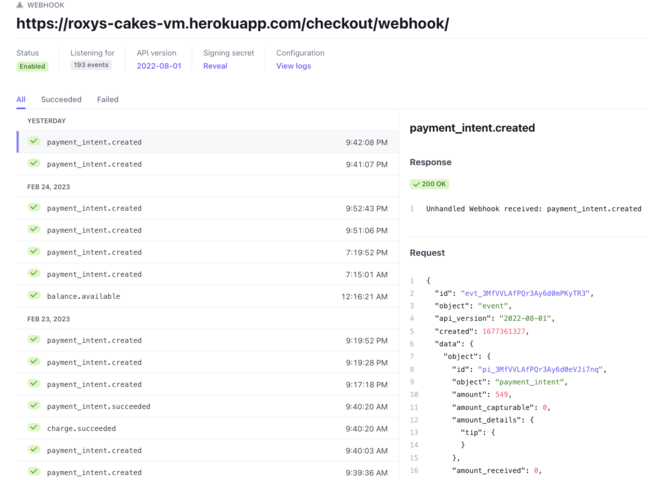 WEBHOOK
https://roxys-cakes-vm.herokuapp.com/checkout/webhook/
Status Listening for API version Signing secret Configuration
Enabled 193 events 2022-08-01 Reveal View logs
All Succeeded Failed
YESTERDAY
payment_intent.created 9:42:08 PM
payment_intent.created 9:41:07 PM
FEB 24, 2023
payment_intent.created 9:52:43 PM
payment_intent.created 9:51:06 PM
payment_intent.created 7:19:52 PM
payment_intent.created 7:15:01 AM
balance.available 12:16:21 AM
FEB 23, 2023
payment_intent.created 9:19:52 PM
payment_intent.created 9:19:28 PM
payment_intent.created 9:17:18 PM
payment_intent.succeeded 9:40:20 AM
charge.succeeded 9:40:20 AM
payment_intent.created 9:40:03 AM
payment_intent.created 9:39:36 AM
payment_intent.created
Response
200 OK
1 Unhandled Webhook received: payment_intent.created
Request
1 {
2 "id": "evt_3MfVVLAfPQr3Ay6d0mPKyTR3",
3 "object": "event",
4 "api_version": "2022-08-01",
5 "created": 1677361327,
6 "data": {
7 "object": {
8 "id": "pi_3MfVVLAfPQr3Ay6d0eVJi7nq",
9 "object": "payment_intent",
10 "amount": 549,
11 "amount_capturable": 0,
12 "amount_details": {
13 "tip": {
14 }
15 },
16 "amount_received": 0,